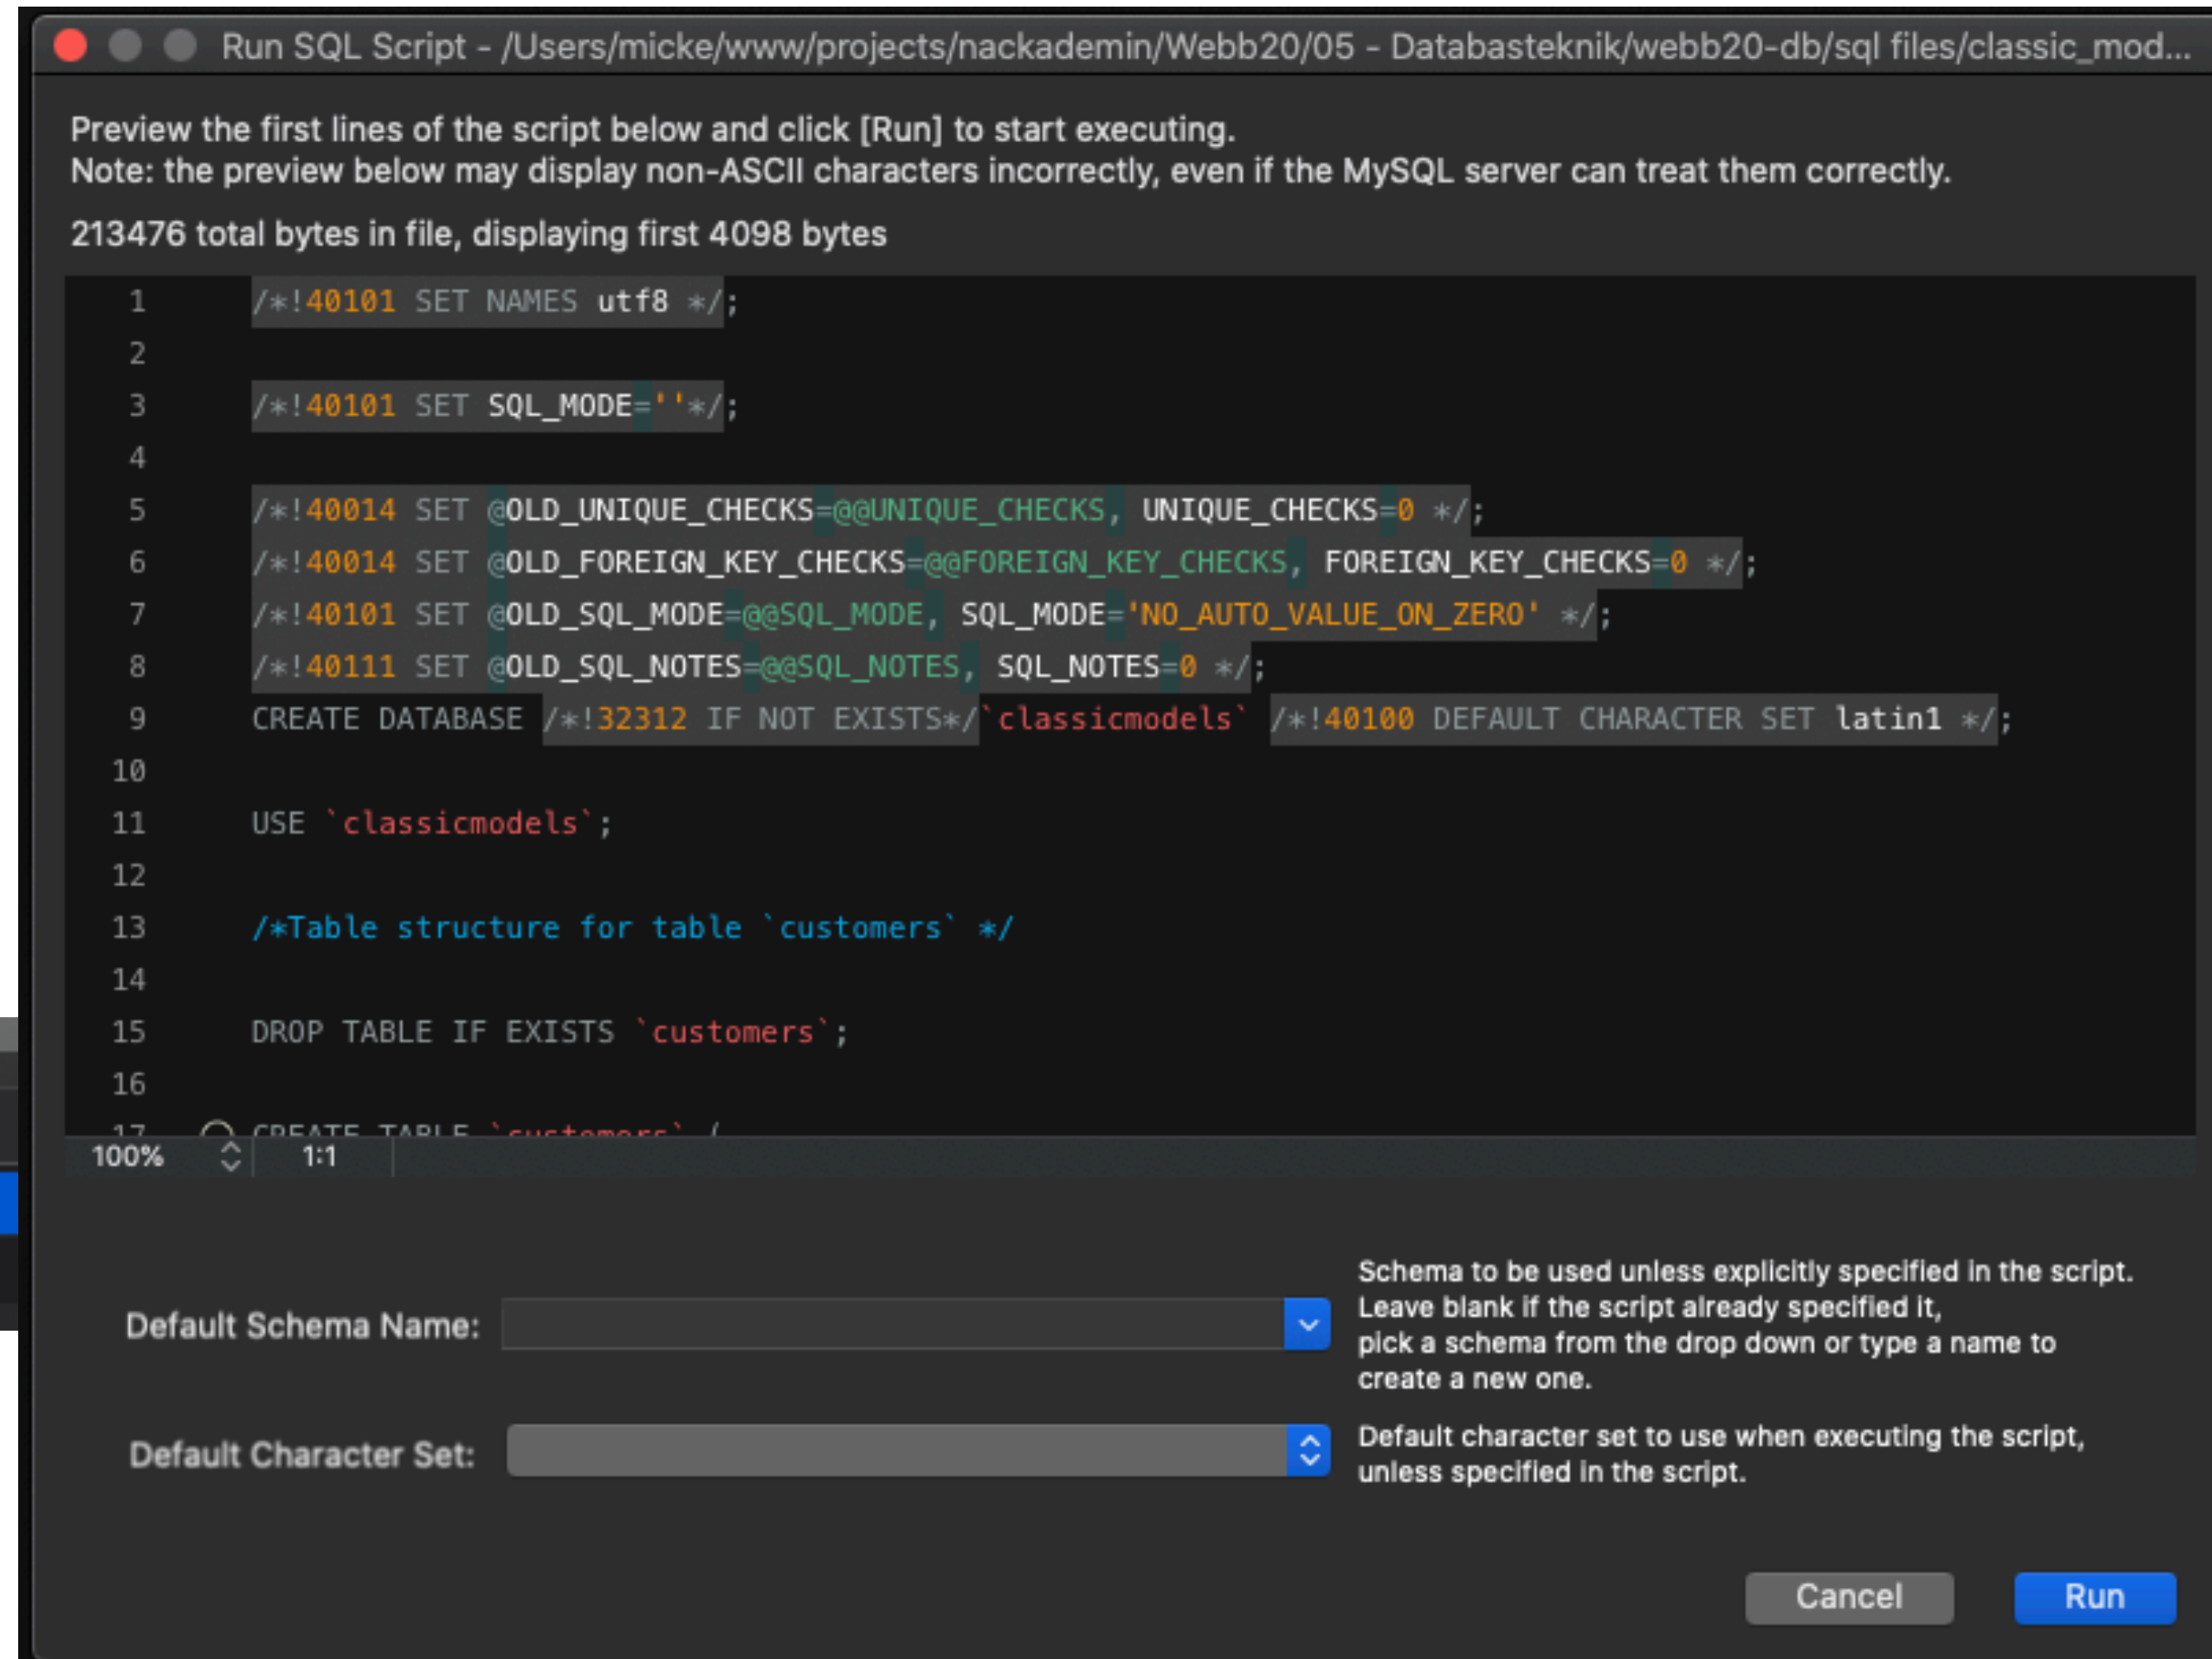 Run SQL Script - /Users/micke/www/projects/nackademin/Webb20/05 - Databasteknik/webb20-db/sql files/classic_mod...
Preview the first lines of the script below and click [Run] to start executing.
Note: the preview below may display non-ASCII characters incorrectly, even if the MySQL server can treat them correctly.
213476 total bytes in file, displaying first 4098 bytes
1 /*!40101 SET NAMES utf8 */;
2
3 /*!40101 SET SQL_MODE=''*/;
4
5 /*!40014 SET @OLD_UNIQUE_CHECKS=@@UNIQUE_CHECKS, UNIQUE_CHECKS=0 */;
6 /*!40014 SET @OLD_FOREIGN_KEY_CHECKS=@@FOREIGN_KEY_CHECKS, FOREIGN_KEY_CHECKS=0 */;
7 /*!40101 SET @OLD_SQL_MODE=@@SQL_MODE, SQL_MODE='NO_AUTO_VALUE_ON_ZERO' */;
8 /*!40111 SET @OLD_SQL_NOTES=@@SQL_NOTES, SQL_NOTES=0 */;
9 CREATE DATABASE /*!32312 IF NOT EXISTS*/`classicmodels` /*!40100 DEFAULT CHARACTER SET latin1 */;
10
11 USE `classicmodels`;
12
13 /*Table structure for table `customers` */
14
15 DROP TABLE IF EXISTS `customers`;
16
17 CREATE TABLE `customers` (
100% 1:1
Default Schema Name:
Schema to be used unless explicitly specified in the script.
Leave blank if the script already specified it,
pick a schema from the drop down or type a name to
create a new one.
Default Character Set:
Default character set to use when executing the script,
unless specified in the script.
Cancel Run